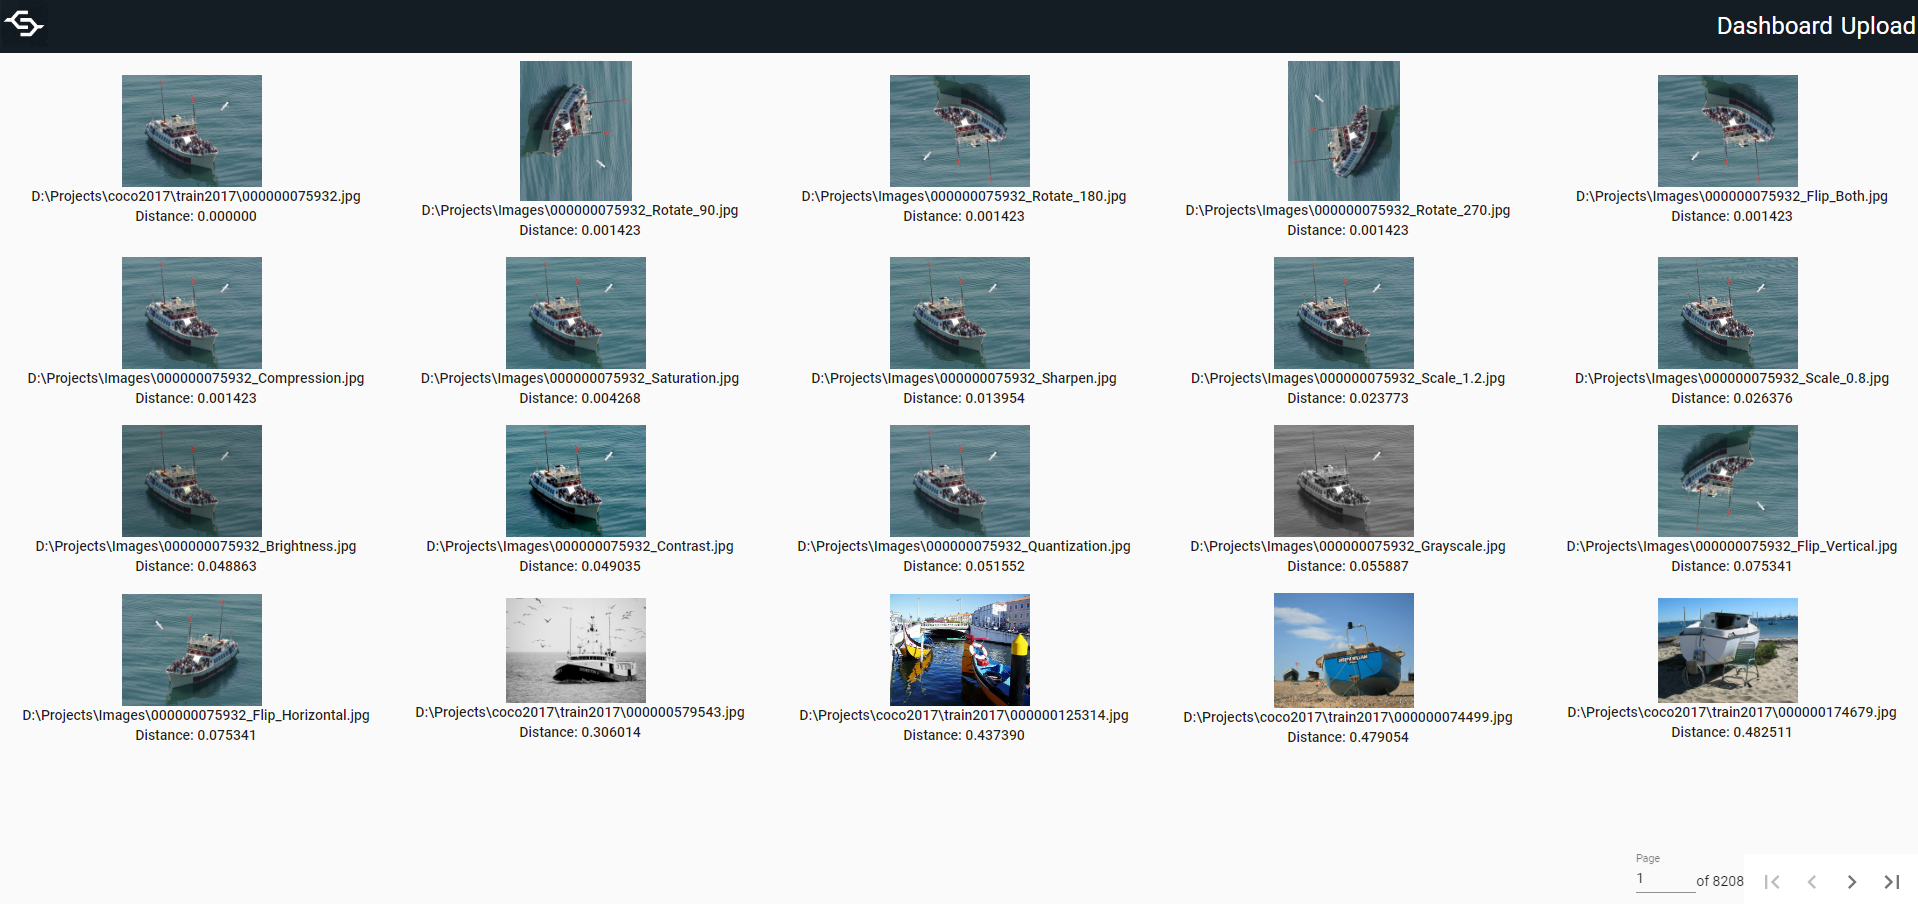 Dashboard Upload
D:\Projects\coco2017\train2017\000000075932.jpg
Distance: 0.000000
D:\Projects\Images\000000075932_Rotate_90.jpg
Distance: 0.001423
D:\Projects\Images\000000075932_Rotate_180.jpg
Distance: 0.001423
D:\Projects\Images\000000075932_Rotate_270.jpg
Distance: 0.001423
D:\Projects\Images\000000075932_Flip_Both.jpg
Distance: 0.001423
D:\Projects\Images\000000075932_Compression.jpg
Distance: 0.001423
D:\Projects\Images\000000075932_Saturation.jpg
Distance: 0.004268
D:\Projects\Images\000000075932_Sharpen.jpg
Distance: 0.013954
D:\Projects\Images\000000075932_Scale_1.2.jpg
Distance: 0.023773
D:\Projects\Images\000000075932_Scale_0.8.jpg
Distance: 0.026376
D:\Projects\Images\000000075932_Brightness.jpg
Distance: 0.048863
D:\Projects\Images\000000075932_Contrast.jpg
Distance: 0.049035
D:\Projects\Images\000000075932_Quantization.jpg
Distance: 0.051552
D:\Projects\Images\000000075932_Grayscale.jpg
Distance: 0.055887
D:\Projects\Images\000000075932_Flip_Vertical.jpg
Distance: 0.075341
D:\Projects\Images\000000075932_Flip_Horizontal.jpg
Distance: 0.075341
D:\Projects\coco2017\train2017\000000579543.jpg
Distance: 0.306014
D:\Projects\coco2017\train2017\000000125314.jpg
Distance: 0.437390
D:\Projects\coco2017\train2017\000000074499.jpg
Distance: 0.479054
D:\Projects\coco2017\train2017\000000174679.jpg
Distance: 0.482511
Page
1 of 8208